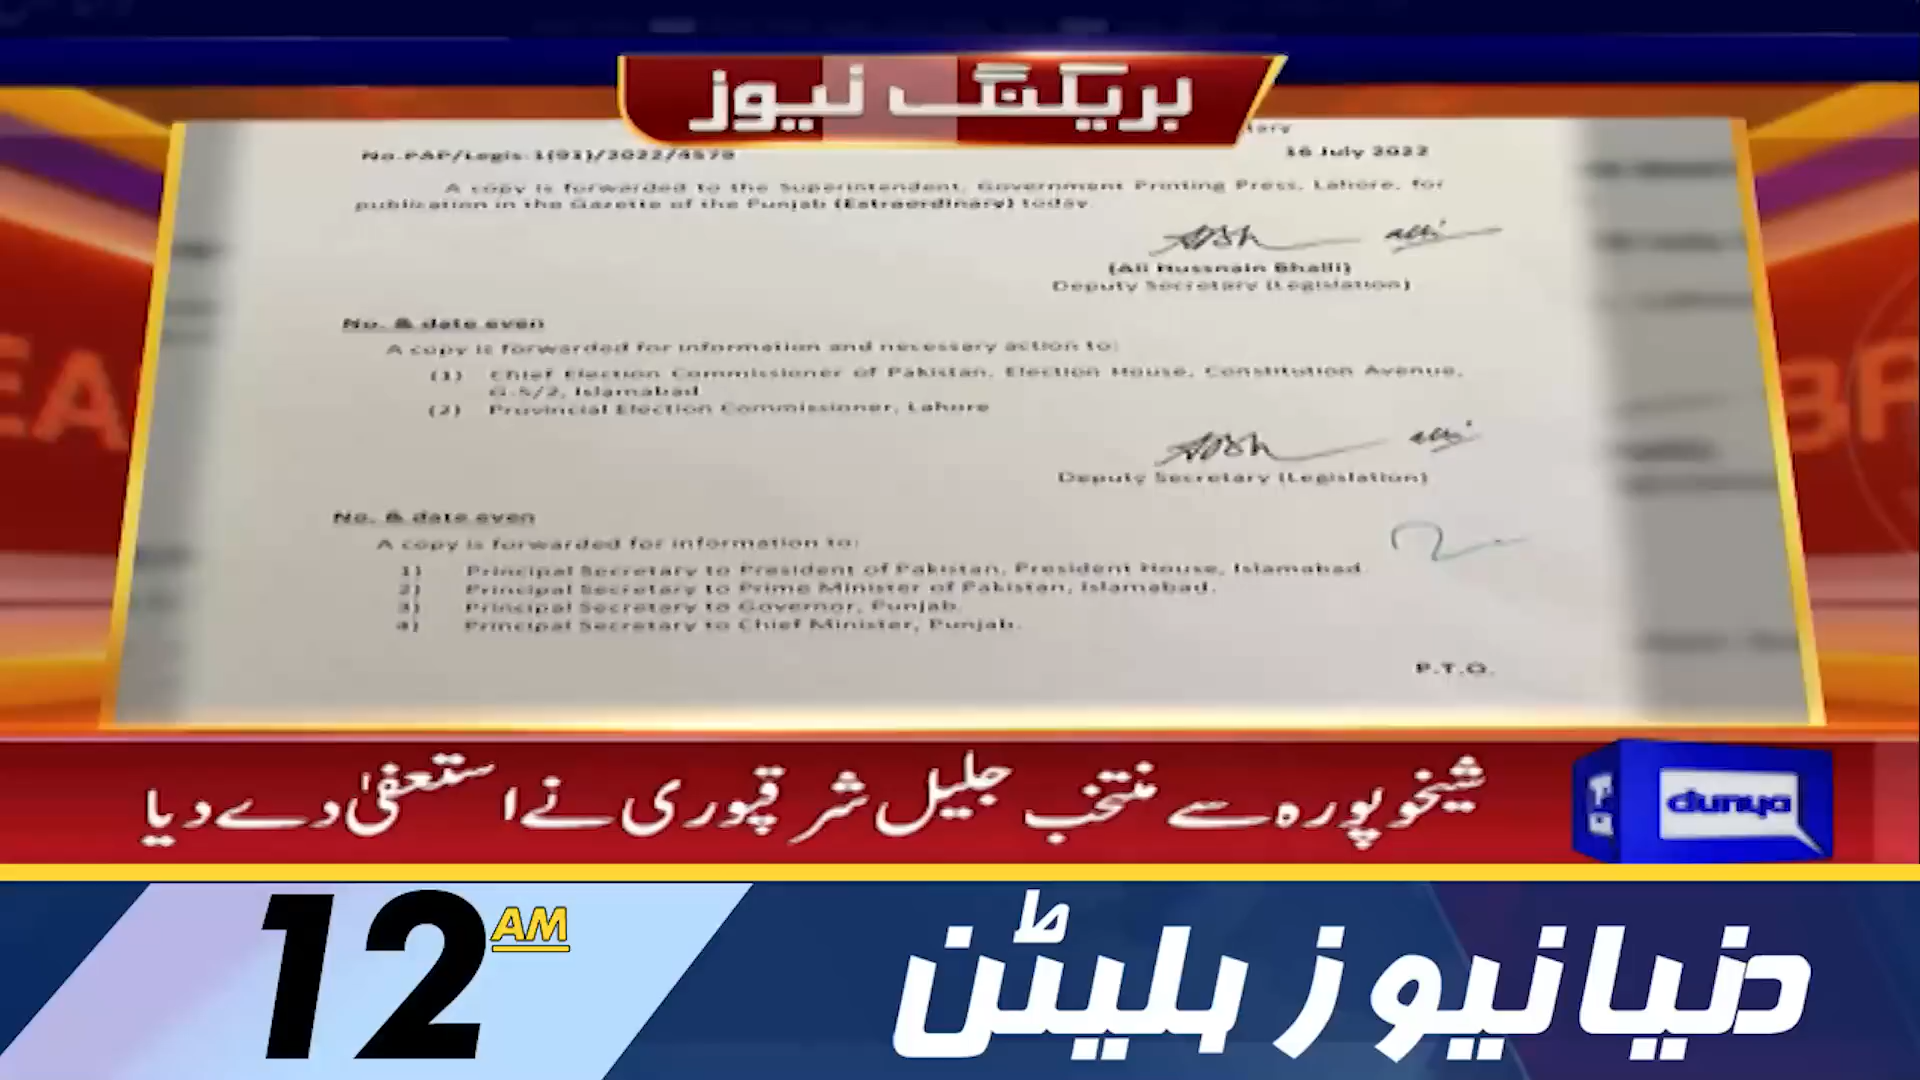 بریکنگ نیوز
No.PAP/Legis-1(91)/2022/4578
16 July 2022
A copy is forwarded to the Superintendent, Government Printing Press, Lahore, for
publication in the Gazette of the Punjab (Extraordinary) today.
(Ali Hussnain Bhalli)
Deputy Secretary (Legislation)
No. & date even
A copy is forwarded for information and necessary action to:
(1) Chief Election Commissioner of Pakistan, Election House, Constitution Avenue,
G-5/2, Islamabad
(2) Provincial Election Commissioner, Lahore
Deputy Secretary (Legislation)
No. & date even
A copy is forwarded for information to:
1) Principal Secretary to President of Pakistan, President House, Islamabad.
2) Principal Secretary to Prime Minister of Pakistan, Islamabad.
3) Principal Secretary to Governor, Punjab.
4) Principal Secretary to Chief Minister, Punjab.
P.T.O.
شیخوپورہ سے منتخب جلیل شرقپوری نے استعفیٰ دے دیا
dunya
12 AM
دنیا نیوز بلیٹن